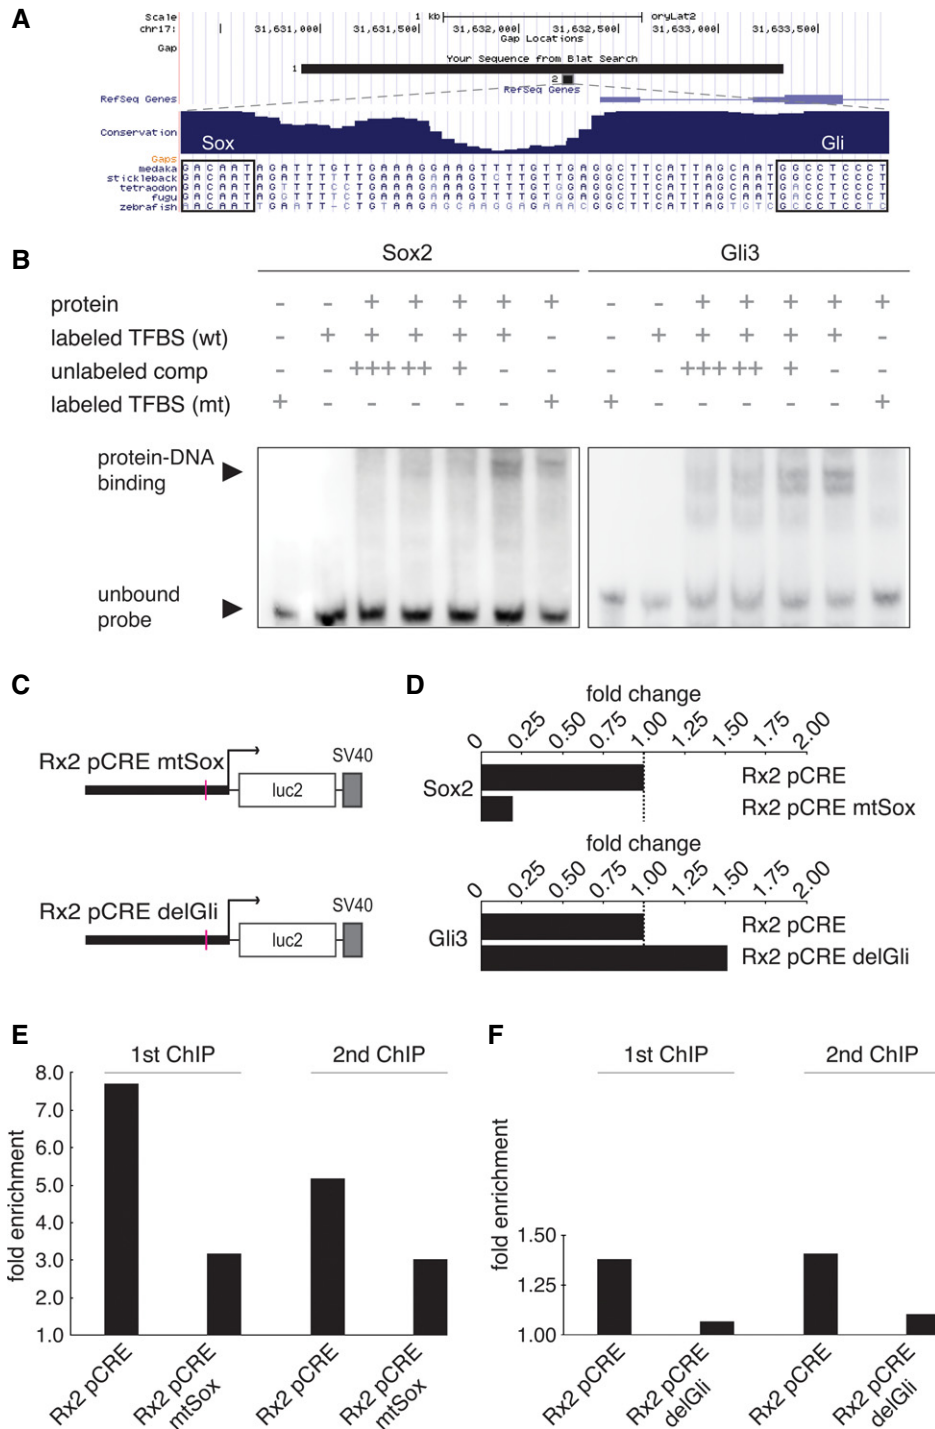 A
Scale 1 kb oryLat2
chr17: 31,631,000 31,631,500 31,632,000 31,632,500 31,633,000 31,633,500
Gap Locations
Gap
Your Sequence from Blat Search
1
2
RefSeq Genes
RefSeq Genes
Conservation
Sox Gli
Gaps
medaka
stickleback
tetraodon
fugu
zebrafish
B
Sox2 Gli3
protein - - + + + + + - - + + + + +
labeled TFBS (wt) - + + + + + - - + + + + + -
unlabeled comp - - +++ ++ + - - - - +++ ++ + - -
labeled TFBS (mt) + - - - - - + + - - - - - +
protein-DNA
binding
unbound
probe
C
Rx2 pCRE mtSox SV40
luc2
Rx2 pCRE delGli SV40
luc2
D
fold change
0 0.25 0.50 0.75 1.00 1.25 1.50 1.75 2.00
Sox2
Rx2 pCRE
Rx2 pCRE mtSox
fold change
0 0.25 0.50 0.75 1.00 1.25 1.50 1.75 2.00
Gli3
Rx2 pCRE
Rx2 pCRE delGli
E
1st ChIP 2nd ChIP
fold enrichment
8.0
7.0
6.0
5.0
4.0
3.0
2.0
1.0
Rx2 pCRE
Rx2 pCRE
mtSox
Rx2 pCRE
Rx2 pCRE
mtSox
F
1st ChIP 2nd ChIP
fold enrichment
1.50
1.25
1.00
Rx2 pCRE
Rx2 pCRE
delGli
Rx2 pCRE
Rx2 pCRE
delGli